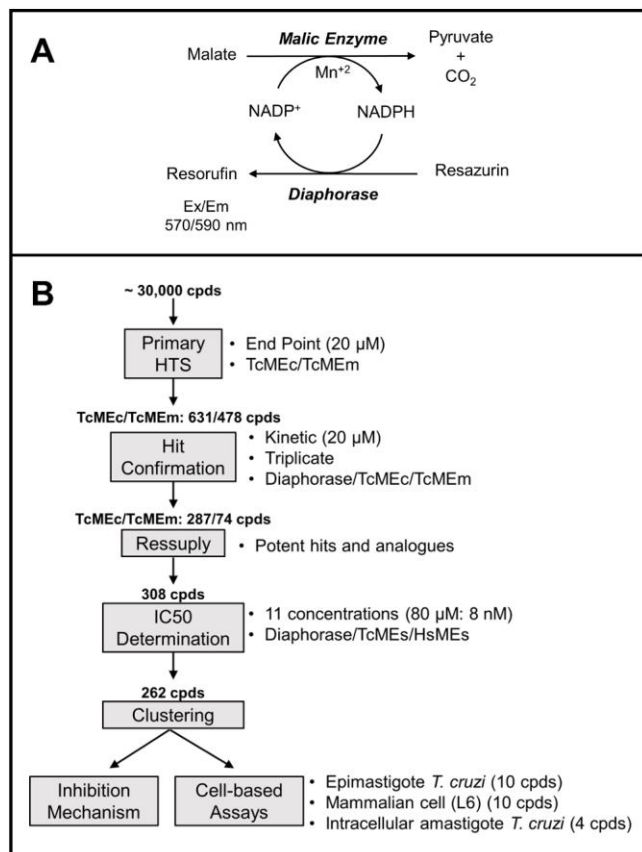 A
Malic Enzyme
Malate
Pyruvate
+
CO2
Mn+2
NADP+
NADPH
Resorufin
Resazurin
Diaphorase
Ex/Em
570/590 nm
B
~ 30,000 cpds
Primary
HTS
• End Point (20 µM)
• TcMEc/TcMEm
TcMEc/TcMEm: 631/478 cpds
Hit
Confirmation
• Kinetic (20 µM)
• Triplicate
• Diaphorase/TcMEc/TcMEm
TcMEc/TcMEm: 287/74 cpds
Ressuply
• Potent hits and analogues
308 cpds
IC50
Determination
• 11 concentrations (80 µM: 8 nM)
• Diaphorase/TcMEs/HsMEs
262 cpds
Clustering
Inhibition
Mechanism
Cell-based
Assays
• Epimastigote T. cruzi (10 cpds)
• Mammalian cell (L6) (10 cpds)
• Intracellular amastigote T. cruzi (4 cpds)